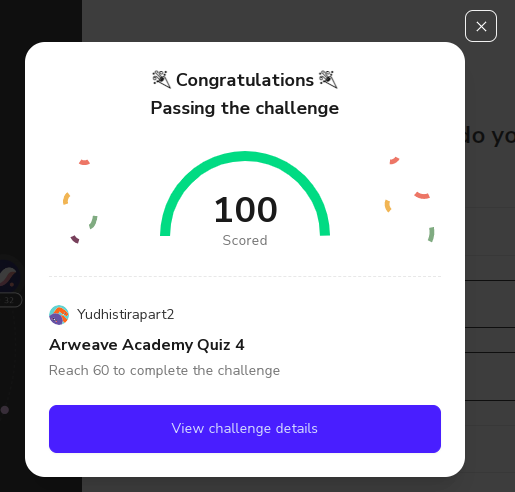 Congratulations
Passing the challenge
do yo
100
Scored
32
Yudhistirapart2
Arweave Academy Quiz 4
Reach 60 to complete the challenge
View challenge details